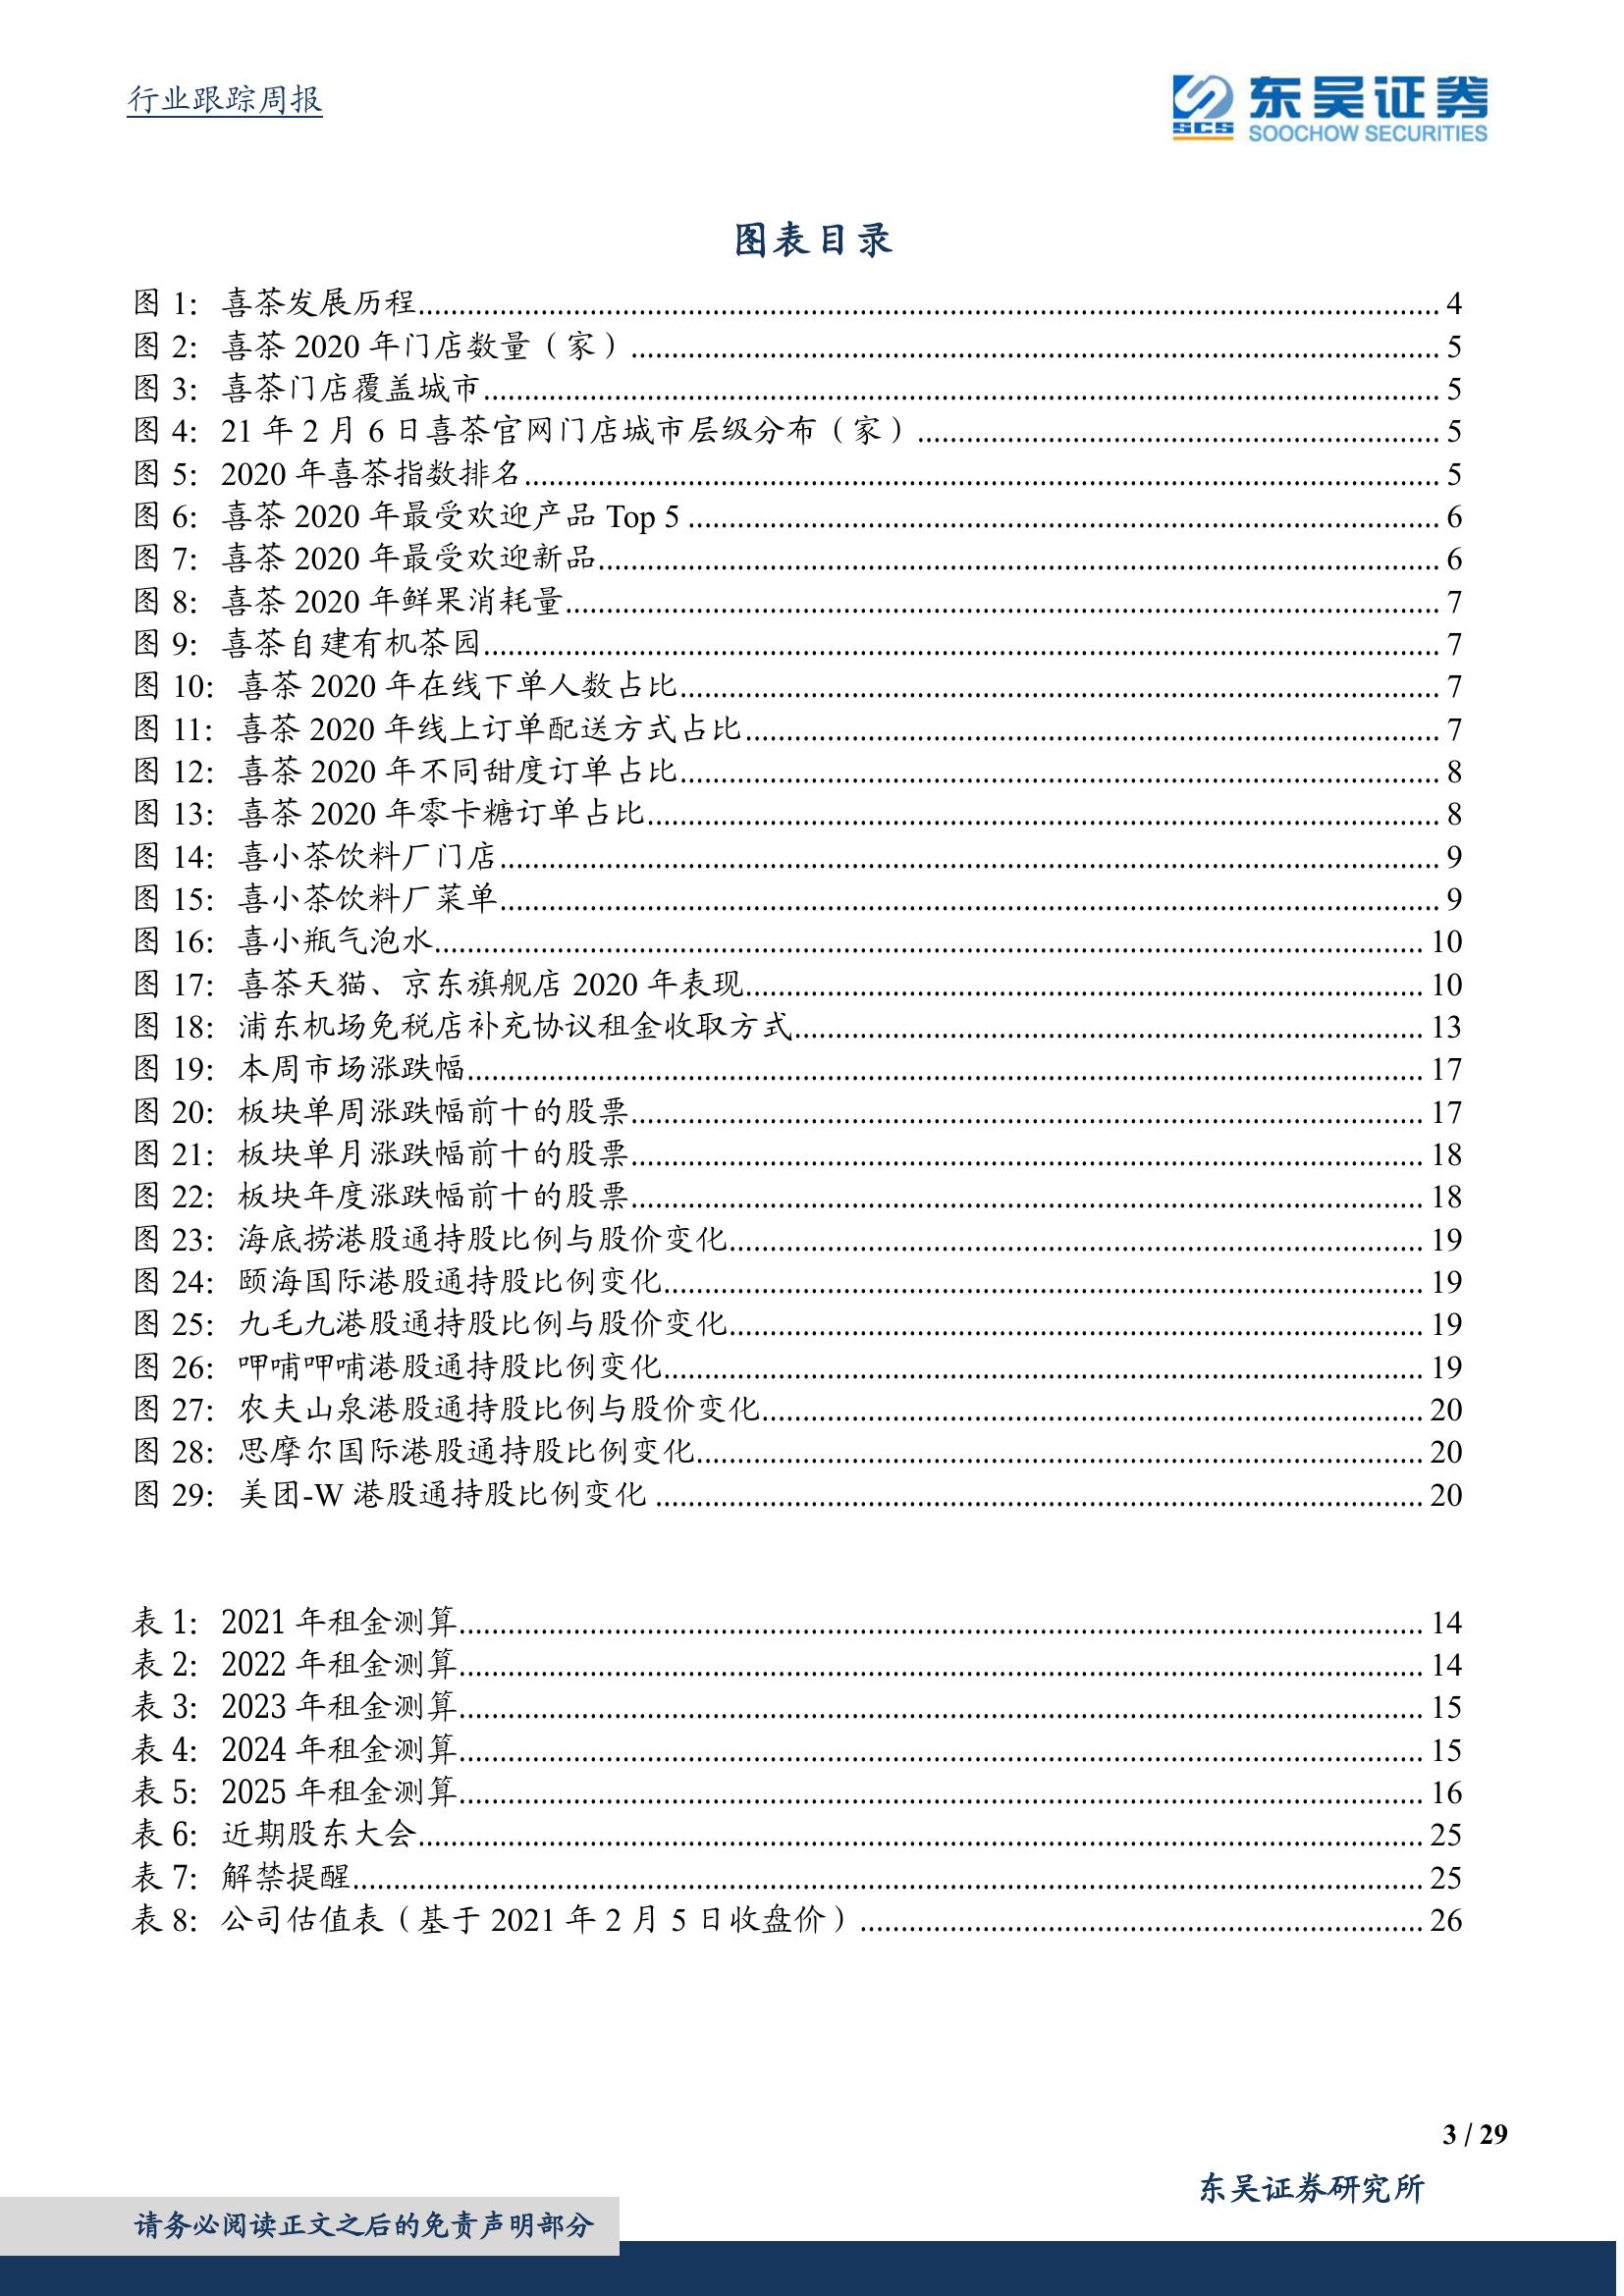 行业跟踪周报
SCS
东吴证券
SOOCHOW SECURITIES
图表目录
图 1：喜茶发展历程 4
图 2：喜茶 2020 年门店数量（家） 5
图 3：喜茶门店覆盖城市 5
图 4：21 年 2 月 6 日喜茶官网门店城市层级分布（家） 5
图 5：2020 年喜茶指数排名 5
图 6：喜茶 2020 年最受欢迎产品 Top 5 6
图 7：喜茶 2020 年最受欢迎新品 6
图 8：喜茶 2020 年鲜果消耗量 7
图 9：喜茶自建有机茶园 7
图 10：喜茶 2020 年在线下单人数占比 7
图 11：喜茶 2020 年线上订单配送方式占比 7
图 12：喜茶 2020 年不同甜度订单占比 8
图 13：喜茶 2020 年零卡糖订单占比 8
图 14：喜小茶饮料厂门店 9
图 15：喜小茶饮料厂菜单 9
图 16：喜小瓶气泡水 10
图 17：喜茶天猫、京东旗舰店 2020 年表现 10
图 18：浦东机场免税店补充协议租金收取方式 13
图 19：本周市场涨跌幅 17
图 20：板块单周涨跌幅前十的股票 17
图 21：板块单月涨跌幅前十的股票 18
图 22：板块年度涨跌幅前十的股票 18
图 23：海底捞港股通持股比例与股价变化 19
图 24：颐海国际港股通持股比例变化 19
图 25：九毛九港股通持股比例与股价变化 19
图 26：呷哺呷哺港股通持股比例变化 19
图 27：农夫山泉港股通持股比例与股价变化 20
图 28：思摩尔国际港股通持股比例变化 20
图 29：美团-W 港股通持股比例变化 20
表 1：2021 年租金测算 14
表 2：2022 年租金测算 14
表 3：2023 年租金测算 15
表 4：2024 年租金测算 15
表 5：2025 年租金测算 16
表 6：近期股东大会 25
表 7：解禁提醒 25
表 8：公司估值表（基于 2021 年 2 月 5 日收盘价） 26
3 / 29
东吴证券研究所
请务必阅读正文之后的免责声明部分